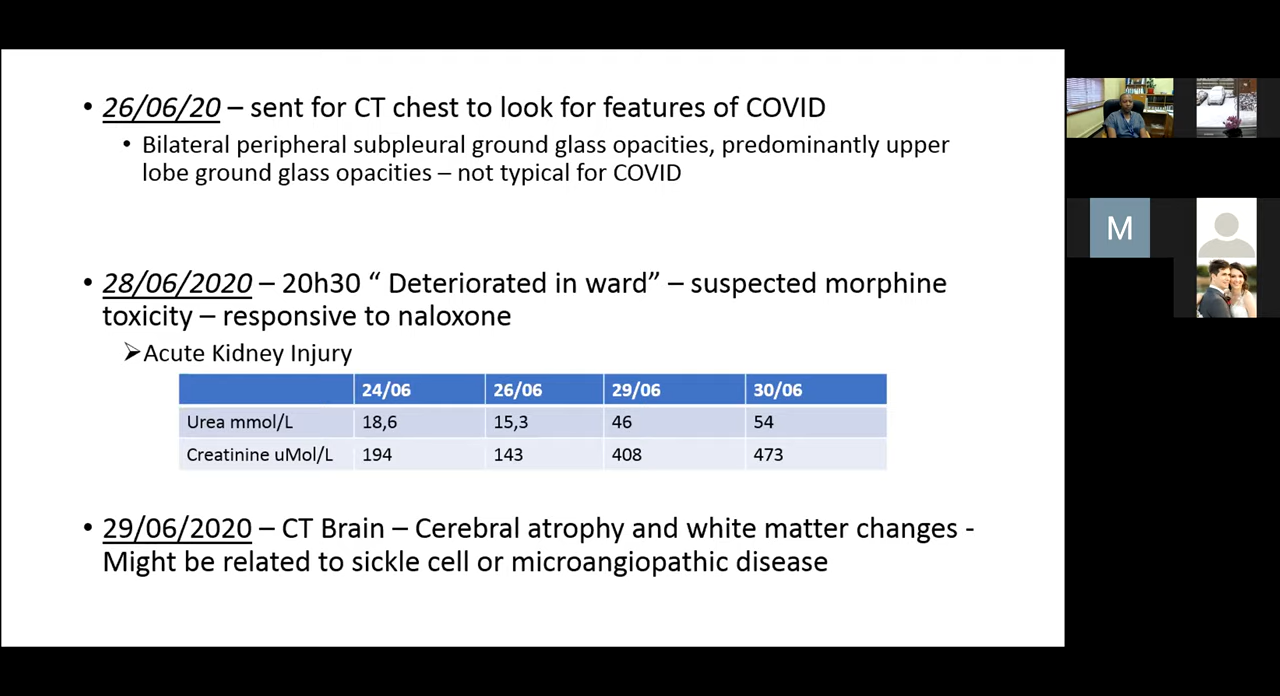 • 26/06/20 – sent for CT chest to look for features of COVID
• Bilateral peripheral subpleural ground glass opacities, predominantly upper
lobe ground glass opacities – not typical for COVID
• 28/06/2020 – 20h30 “ Deteriorated in ward” – suspected morphine
toxicity – responsive to naloxone
➢Acute Kidney Injury
24/06 26/06 29/06 30/06
Urea mmol/L 18,6 15,3 46 54
Creatinine uMol/L 194 143 408 473
• 29/06/2020 – CT Brain – Cerebral atrophy and white matter changes -
Might be related to sickle cell or microangiopathic disease
M